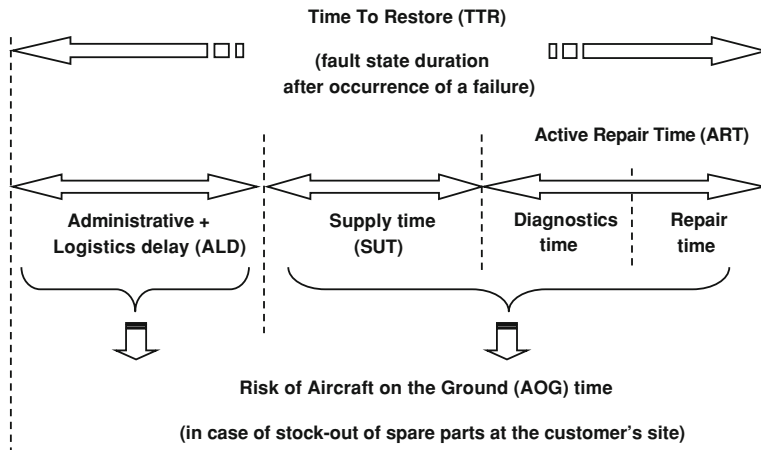 Time To Restore (TTR)
(fault state duration
after occurrence of a failure)
Active Repair Time (ART)
Administrative +
Logistics delay (ALD)
Supply time
(SUT)
Diagnostics
time
Repair
time
Risk of Aircraft on the Ground (AOG) time
(in case of stock-out of spare parts at the customer's site)